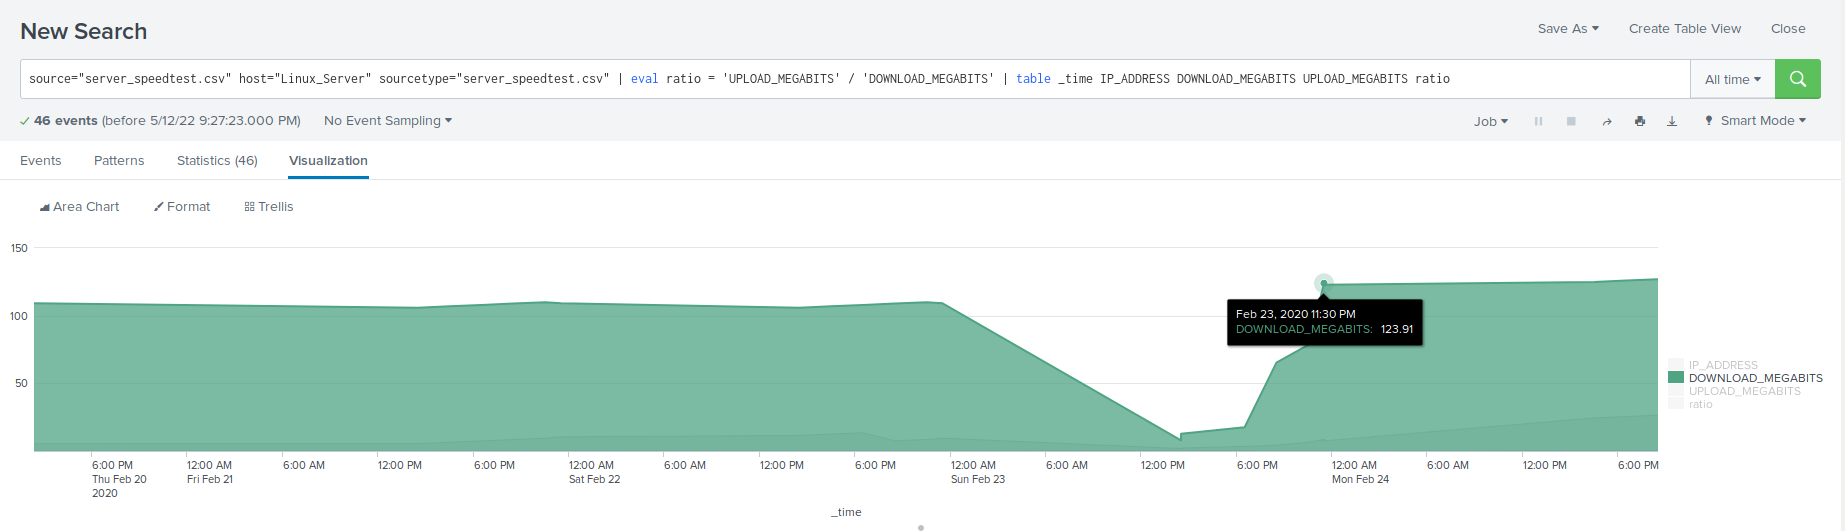 New Search
Save As Create Table View Close
source="server_speedtest.csv" host="Linux_Server" sourcetype="server_speedtest.csv" | eval ratio = 'UPLOAD_MEGABITS' / 'DOWNLOAD_MEGABITS' | table _time IP_ADDRESS DOWNLOAD_MEGABITS UPLOAD_MEGABITS ratio
All time
46 events (before 5/12/22 9:27:23.000 PM) No Event Sampling
Job Smart Mode
Events Patterns Statistics (46) Visualization
Area Chart Format Trellis
150
100
50
Feb 23, 2020 11:30 PM
DOWNLOAD_MEGABITS: 123.91
IP_ADDRESS
DOWNLOAD_MEGABITS
UPLOAD_MEGABITS
ratio
6:00 PM 12:00 AM 6:00 AM 12:00 PM 6:00 PM 12:00 AM 6:00 AM 12:00 PM 6:00 PM 12:00 AM 6:00 AM 12:00 PM 6:00 PM 12:00 AM 6:00 AM 12:00 PM 6:00 PM
Thu Feb 20 Fri Feb 21 Sat Feb 22 Sun Feb 23 Mon Feb 24
2020
_time